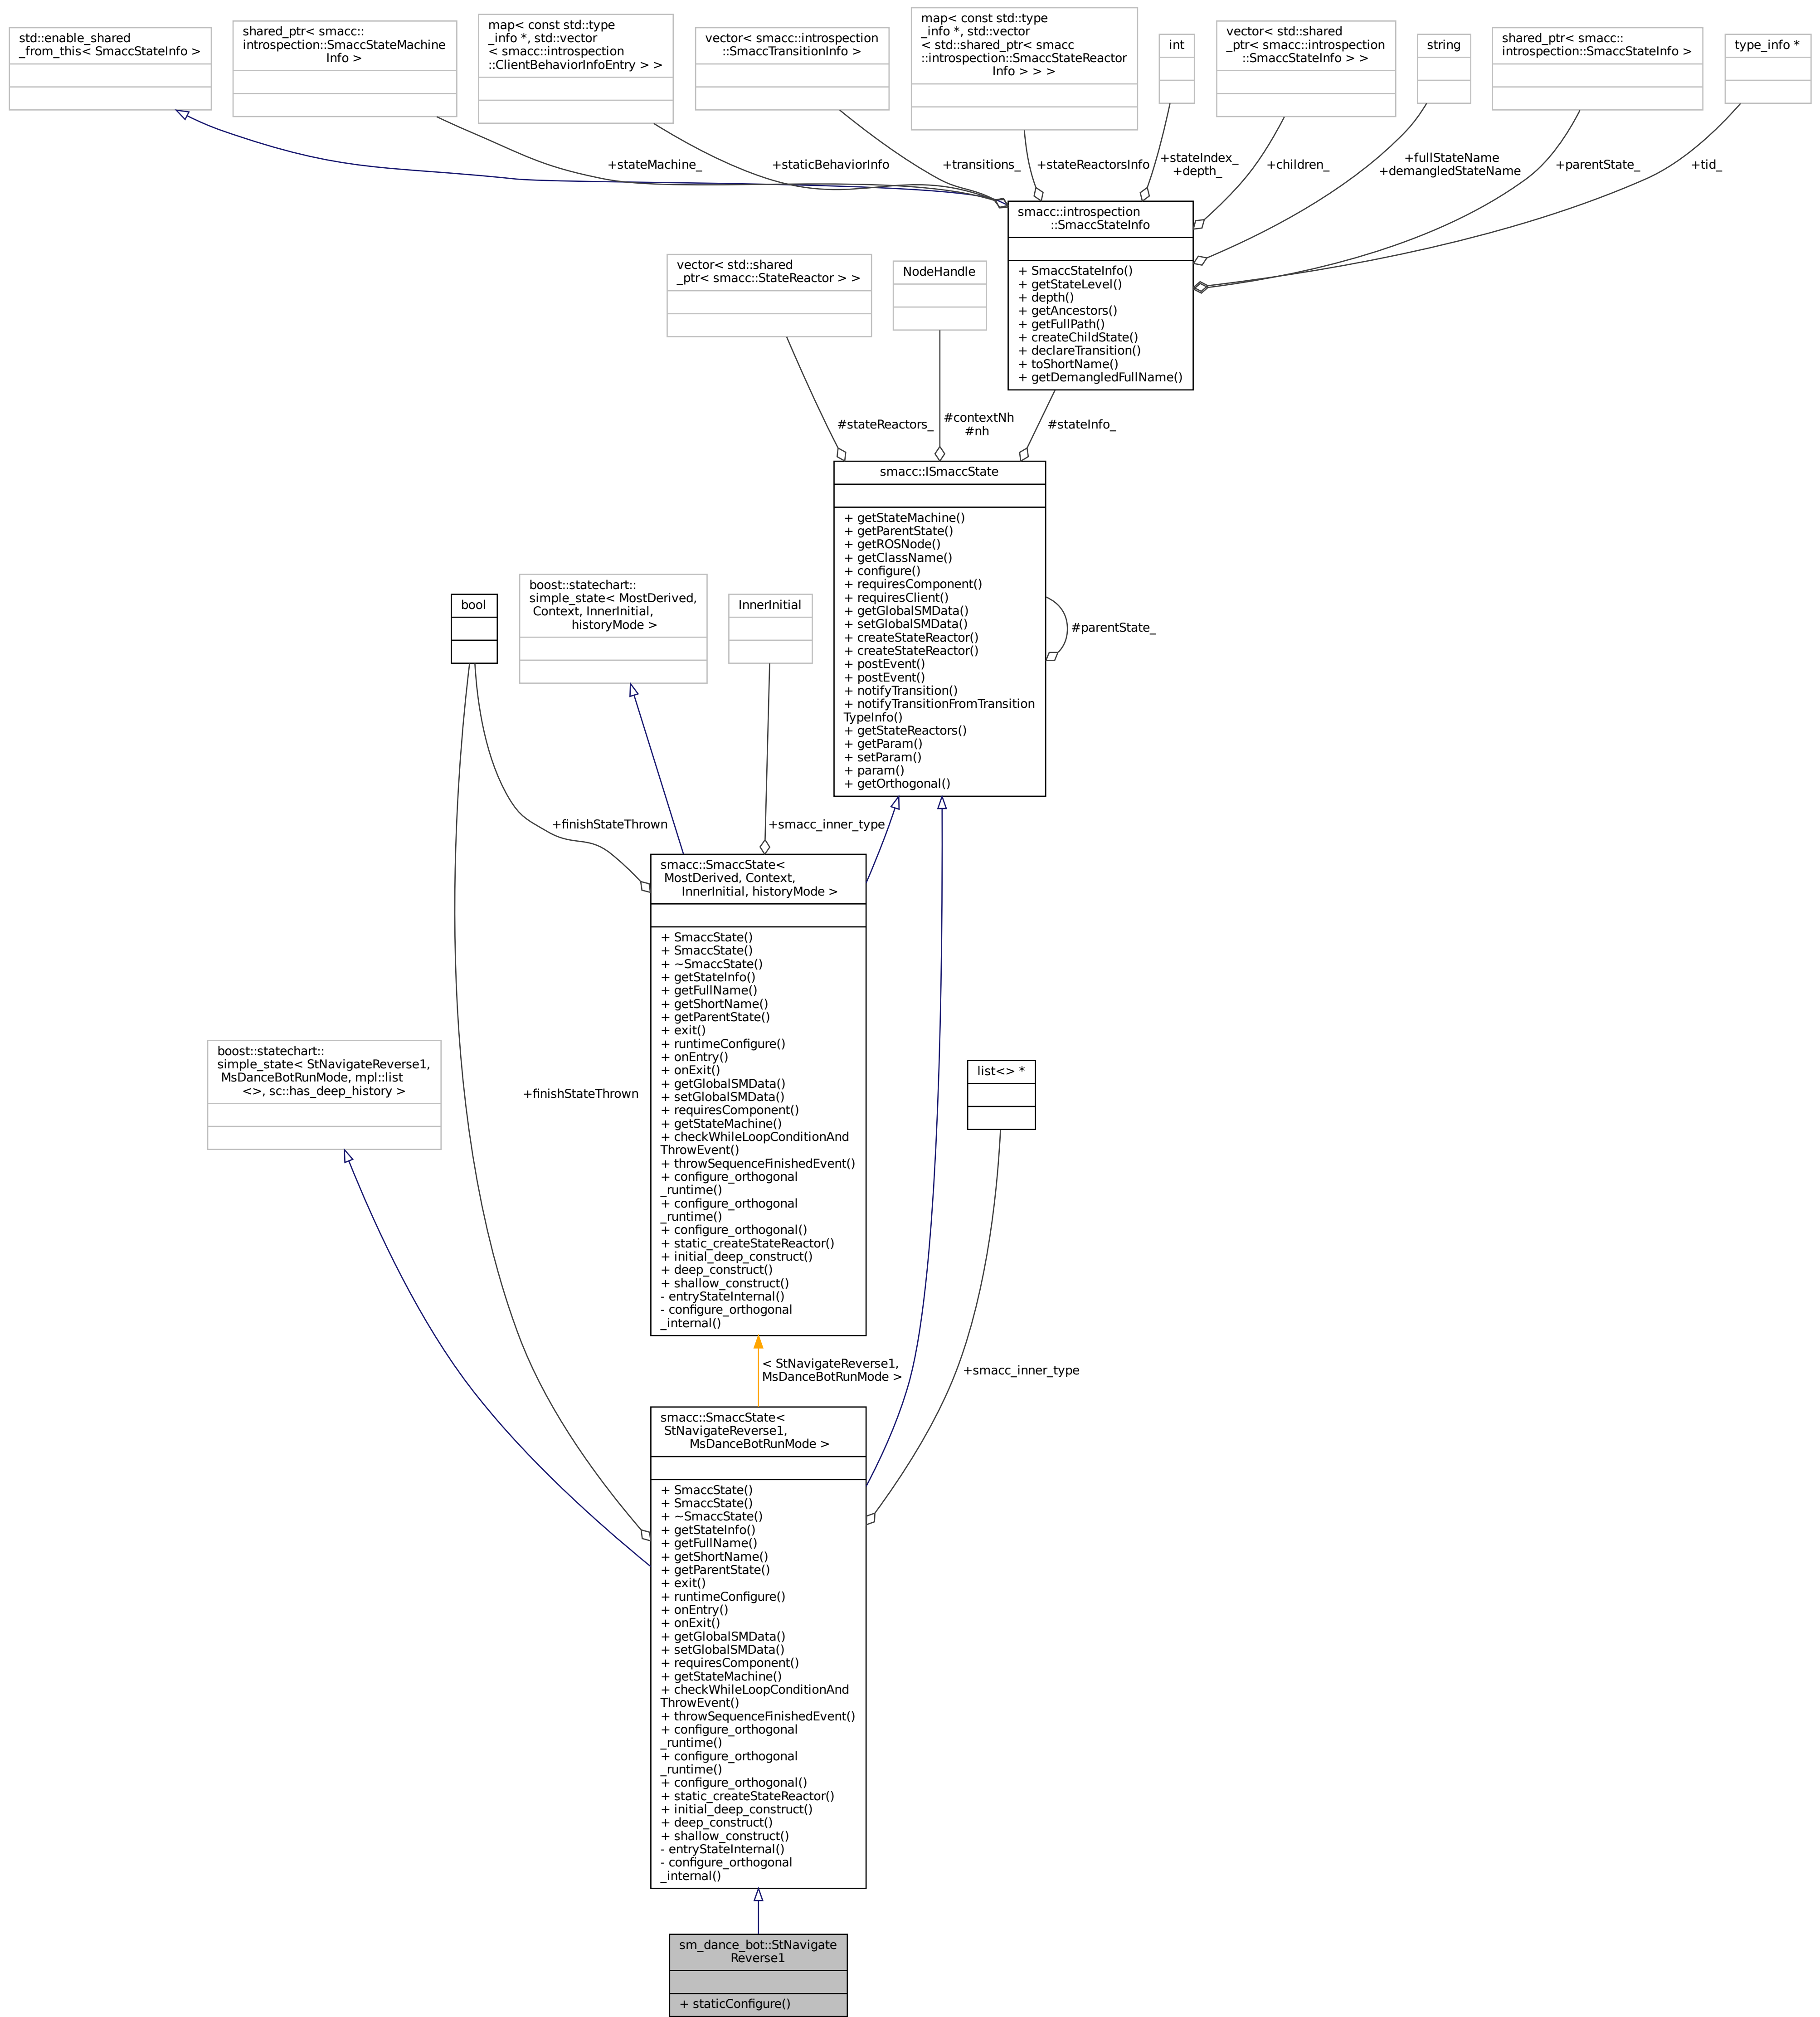 std::enable_shared
_from_this< SmaccStateInfo >
shared_ptr< smacc::
introspection::SmaccStateMachine
Info >
map< const std::type
_info *, std::vector
< smacc::introspection
::ClientBehaviorInfoEntry > >
vector< smacc::introspection
::SmaccTransitionInfo >
map< const std::type
_info *, std::vector
< std::shared_ptr< smacc
::introspection::SmaccStateReactor
Info > > >
int
vector< std::shared
_ptr< smacc::introspection
::SmaccStateInfo > >
string
shared_ptr< smacc::
introspection::SmaccStateInfo >
type_info *
+stateMachine_
+staticBehaviorInfo
+transitions_
+stateReactorsInfo
+stateIndex_
+depth_
+children_
+fullStateName
+demangledStateName
+parentState_
+tid_
smacc::introspection
::SmaccStateInfo
+ SmaccStateInfo()
+ getStateLevel()
+ depth()
+ getAncestors()
+ getFullPath()
+ createChildState()
+ declareTransition()
+ toShortName()
+ getDemangledFullName()
vector< std::shared
_ptr< smacc::StateReactor > >
NodeHandle
#stateReactors_
#contextNh
#nh
#stateInfo_
smacc::ISmaccState
+ getStateMachine()
+ getParentState()
+ getROSNode()
+ getClassName()
+ configure()
+ requiresComponent()
+ requiresClient()
+ getGlobalSMData()
+ setGlobalSMData()
+ createStateReactor()
+ createStateReactor()
+ postEvent()
+ postEvent()
+ notifyTransition()
+ notifyTransitionFromTransition
TypeInfo()
+ getStateReactors()
+ getParam()
+ setParam()
+ param()
+ getOrthogonal()
#parentState_
bool
boost::statechart::
simple_state< MostDerived,
Context, InnerInitial,
historyMode >
InnerInitial
+finishStateThrown
+smacc_inner_type
smacc::SmaccState<
MostDerived, Context,
InnerInitial, historyMode >
+ SmaccState()
+ SmaccState()
+ ~SmaccState()
+ getStateInfo()
+ getFullName()
+ getShortName()
+ getParentState()
+ exit()
+ runtimeConfigure()
+ onEntry()
+ onExit()
+ getGlobalSMData()
+ setGlobalSMData()
+ requiresComponent()
+ getStateMachine()
+ checkWhileLoopConditionAnd
ThrowEvent()
+ throwSequenceFinishedEvent()
+ configure_orthogonal
_runtime()
+ configure_orthogonal
_runtime()
+ configure_orthogonal()
+ static_createStateReactor()
+ initial_deep_construct()
+ deep_construct()
+ shallow_construct()
- entryStateInternal()
- configure_orthogonal
_internal()
boost::statechart::
simple_state< StNavigateReverse1,
MsDanceBotRunMode, mpl::list
<>, sc::has_deep_history >
+finishStateThrown
list<> *
< StNavigateReverse1,
MsDanceBotRunMode >
+smacc_inner_type
smacc::SmaccState<
StNavigateReverse1,
MsDanceBotRunMode >
+ SmaccState()
+ SmaccState()
+ ~SmaccState()
+ getStateInfo()
+ getFullName()
+ getShortName()
+ getParentState()
+ exit()
+ runtimeConfigure()
+ onEntry()
+ onExit()
+ getGlobalSMData()
+ setGlobalSMData()
+ requiresComponent()
+ getStateMachine()
+ checkWhileLoopConditionAnd
ThrowEvent()
+ throwSequenceFinishedEvent()
+ configure_orthogonal
_runtime()
+ configure_orthogonal
_runtime()
+ configure_orthogonal()
+ static_createStateReactor()
+ initial_deep_construct()
+ deep_construct()
+ shallow_construct()
- entryStateInternal()
- configure_orthogonal
_internal()
sm_dance_bot::StNavigate
Reverse1
+ staticConfigure()